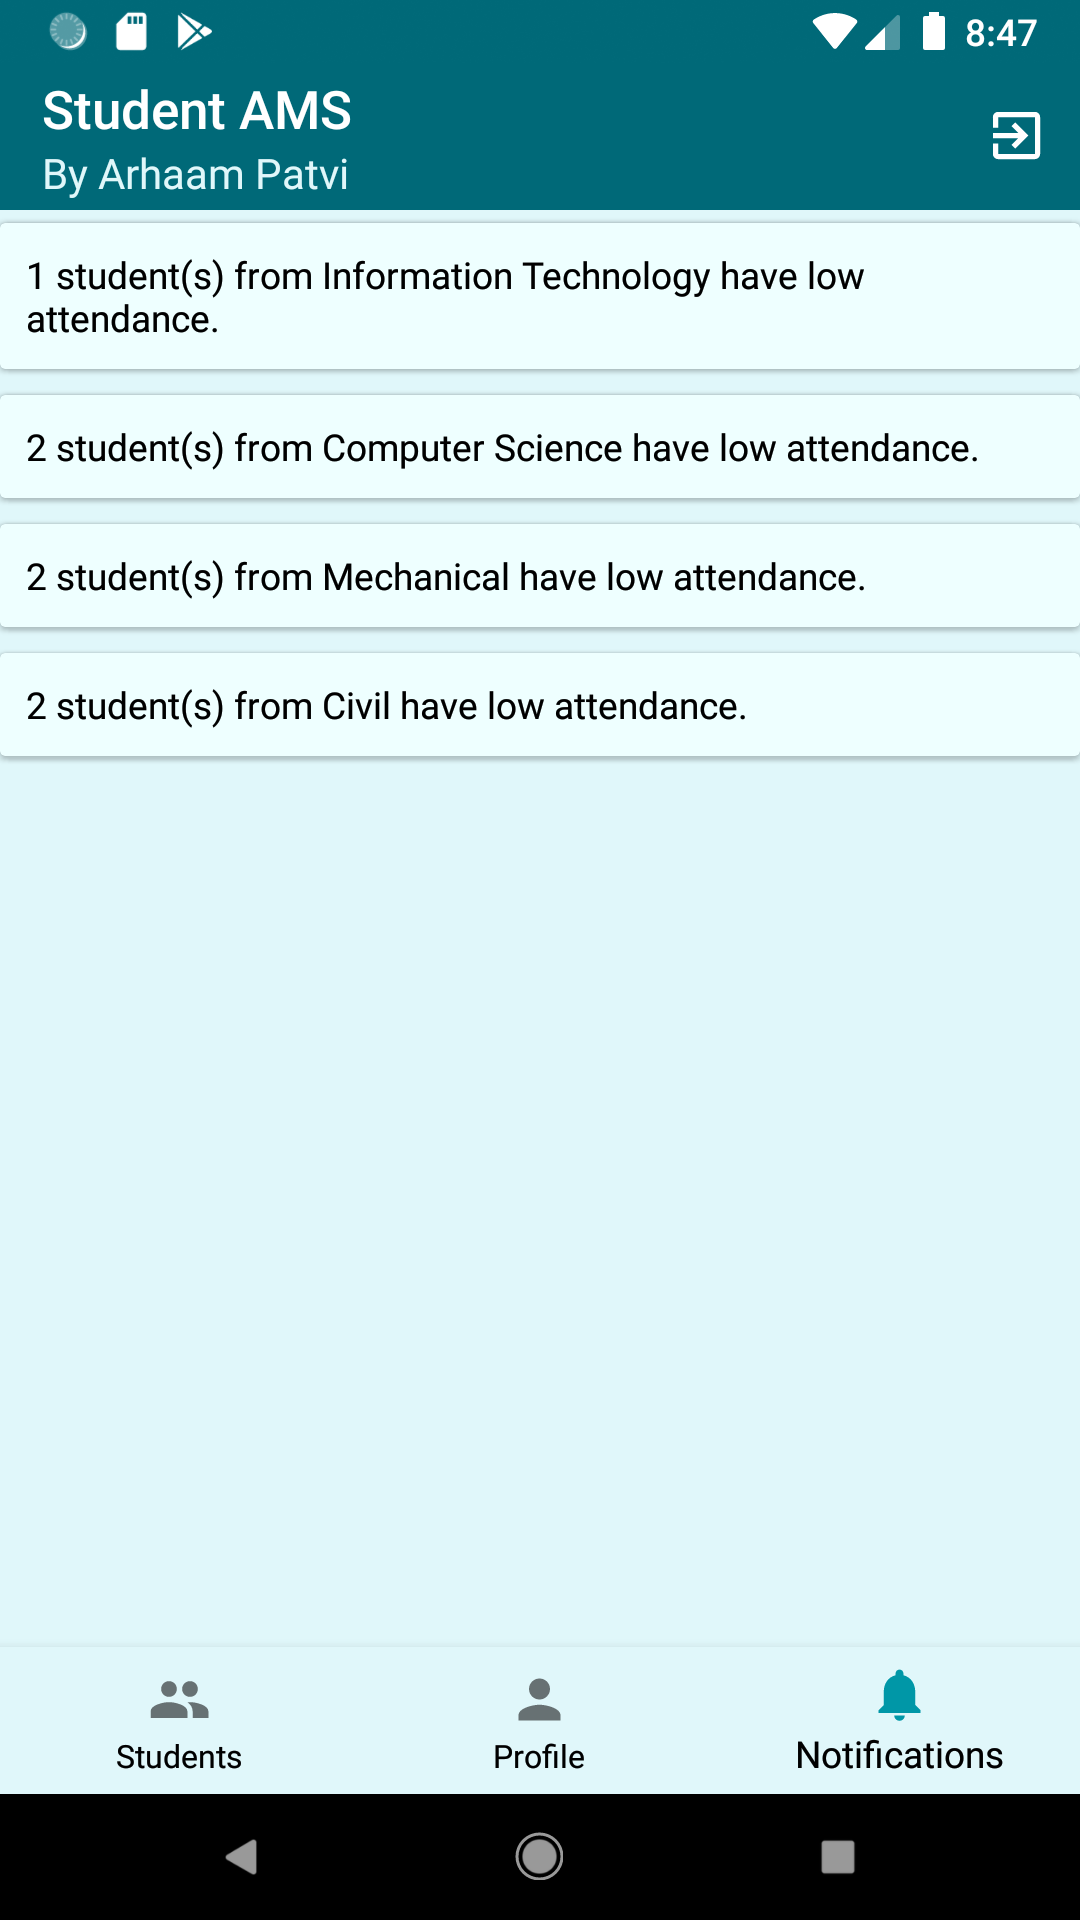 8:47
Student AMS
By Arhaam Patvi
1 student(s) from Information Technology have low
attendance.
2 student(s) from Computer Science have low attendance.
2 student(s) from Mechanical have low attendance.
2 student(s) from Civil have low attendance.
Students
Profile
Notifications